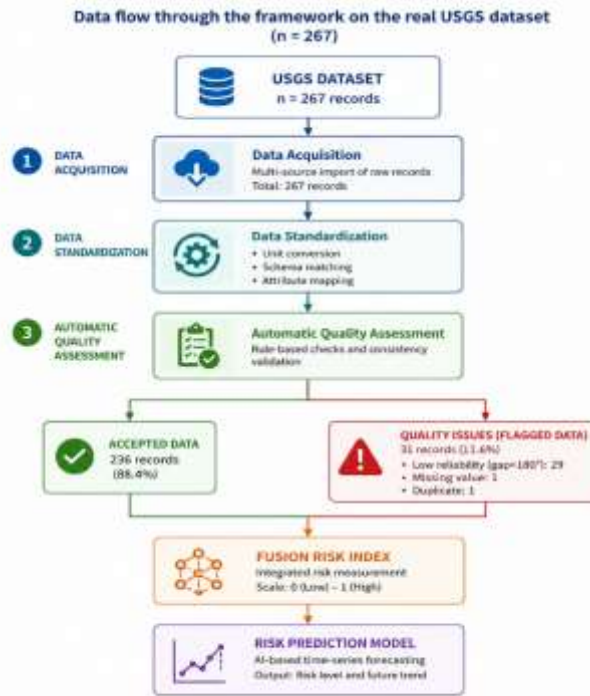 Data flow through the framework on the real USGS dataset
(n = 267)
USGS DATASET
n = 267 records
1
DATA
ACQUISITION
Data Acquisition
Multi-source import of raw records
Total: 267 records
2
DATA
STANDARDIZATION
Data Standardization
• Unit conversion
• Schema matching
• Attribute mapping
3
AUTOMATIC
QUALITY
ASSESSMENT
Automatic Quality Assessment
Rule-based checks and consistency
validation
ACCEPTED DATA
236 records
(88.4%)
QUALITY ISSUES (FLAGGED DATA)
31 records (11.6%)
• Low reliability (gap>180°): 29
• Missing value: 1
• Duplicate: 1
FUSION RISK INDEX
Integrated risk measurement
Scale: 0 (Low) – 1 (High)
RISK PREDICTION MODEL
AI-based time-series forecasting
Output: Risk level and future trend